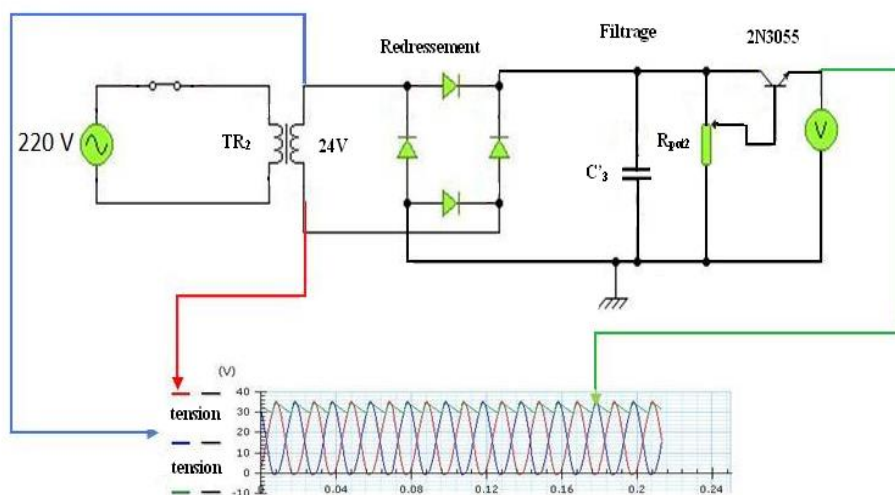 Redressement
Filtrage
2N3055
220 V
TR₂
24V
C'₃
Rpot2
V
(V)
tension
tension
40
30
20
10
0
-10
0.04
0.08
0.12
0.16
0.2
0.24